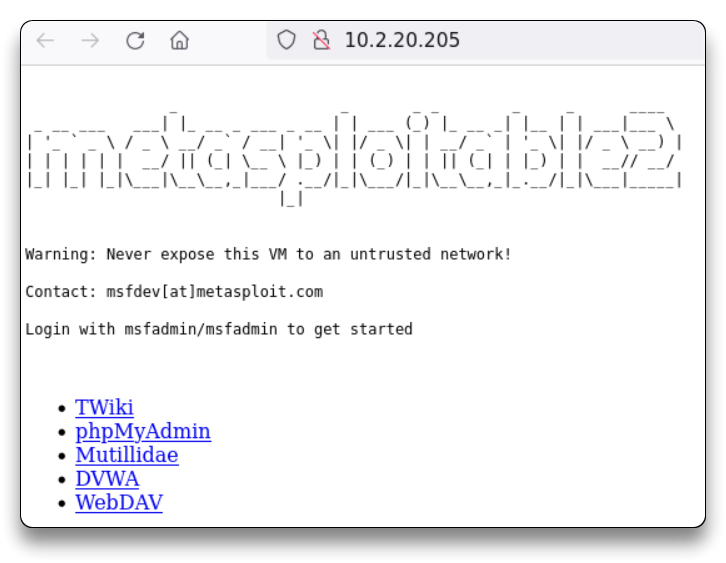 10.2.20.205
metasploitable2
Warning: Never expose this VM to an untrusted network!
Contact: msfdev[at]metasploit.com
Login with msfadmin/msfadmin to get started
TWiki
phpMyAdmin
Mutillidae
DVWA
WebDAV